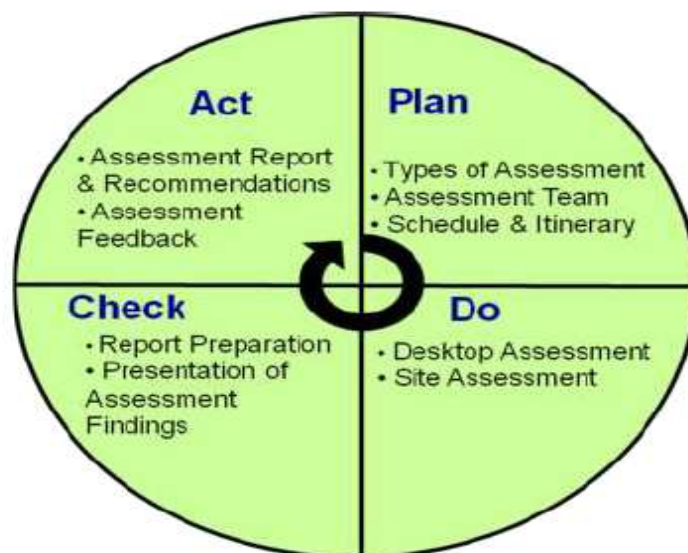 Act
• Assessment Report
& Recommendations
• Assessment
Feedback
Plan
• Types of Assessment
• Assessment Team
• Schedule & Itinerary
Check
• Report Preparation
• Presentation of
Assessment
Findings
Do
• Desktop Assessment
• Site Assessment